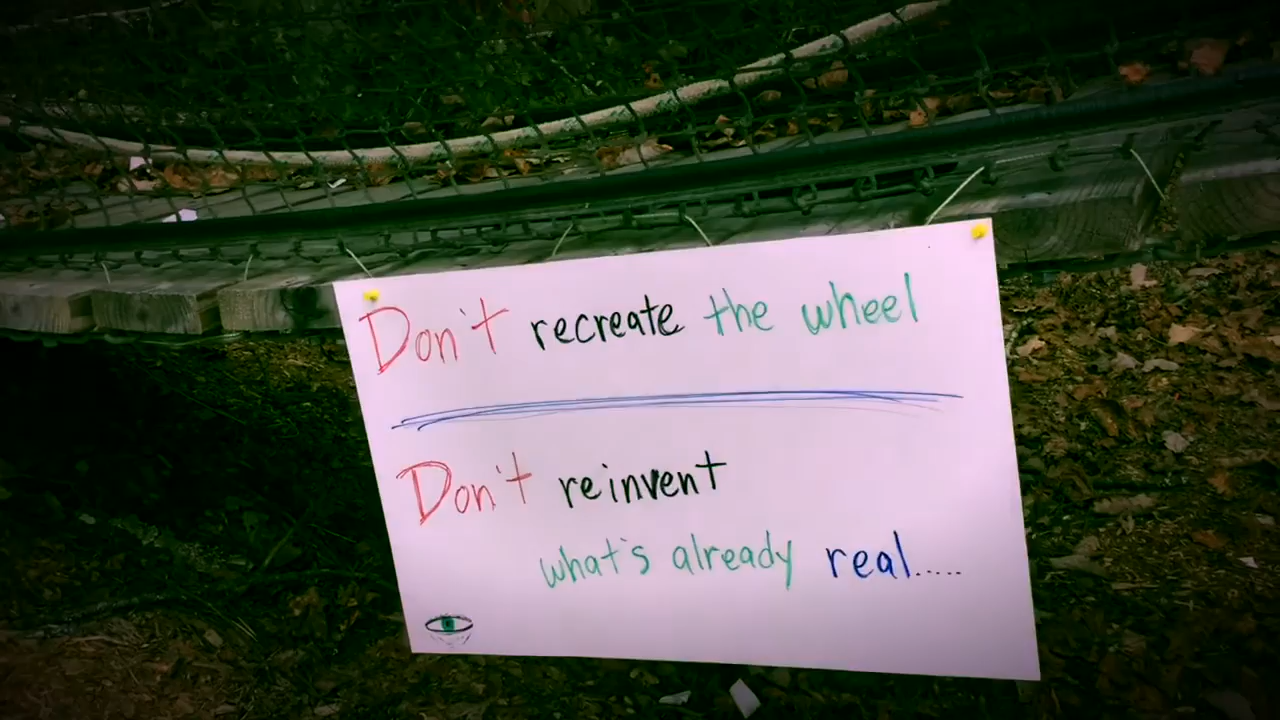 Don't recreate the wheel
Don't reinvent
what's already real.....